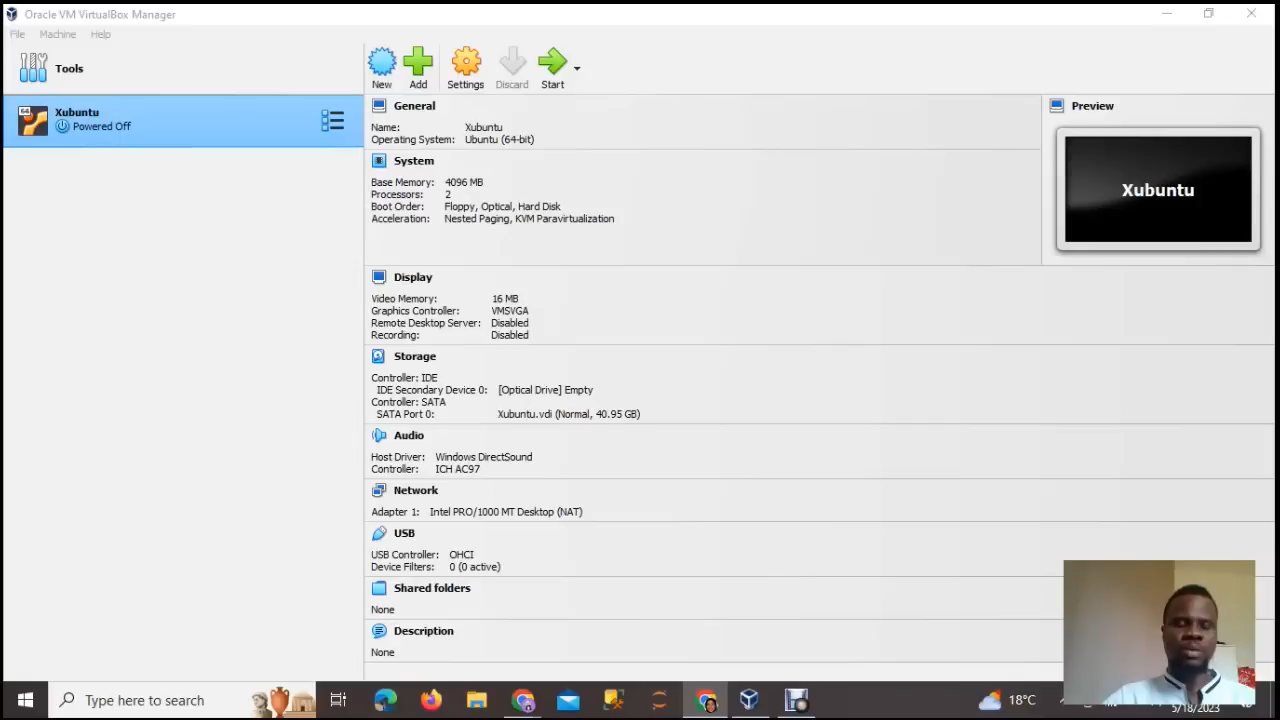 Oracle VM VirtualBox Manager
File Machine Help
Tools
New Add Settings Discard Start
64
Xubuntu
Powered Off
General
Name: Xubuntu
Operating System: Ubuntu (64-bit)
Preview
Xubuntu
System
Base Memory: 4096 MB
Processors: 2
Boot Order: Floppy, Optical, Hard Disk
Acceleration: Nested Paging, KVM Paravirtualization
Display
Video Memory: 16 MB
Graphics Controller: VMSVGA
Remote Desktop Server: Disabled
Recording: Disabled
Storage
Controller: IDE
IDE Secondary Device 0: [Optical Drive] Empty
Controller: SATA
SATA Port 0: Xubuntu.vdi (Normal, 40.95 GB)
Audio
Host Driver: Windows DirectSound
Controller: ICH AC97
Network
Adapter 1: Intel PRO/1000 MT Desktop (NAT)
USB
USB Controller: OHCI
Device Filters: 0 (0 active)
Shared folders
None
Description
None
Type here to search
18°C
5/18/2023